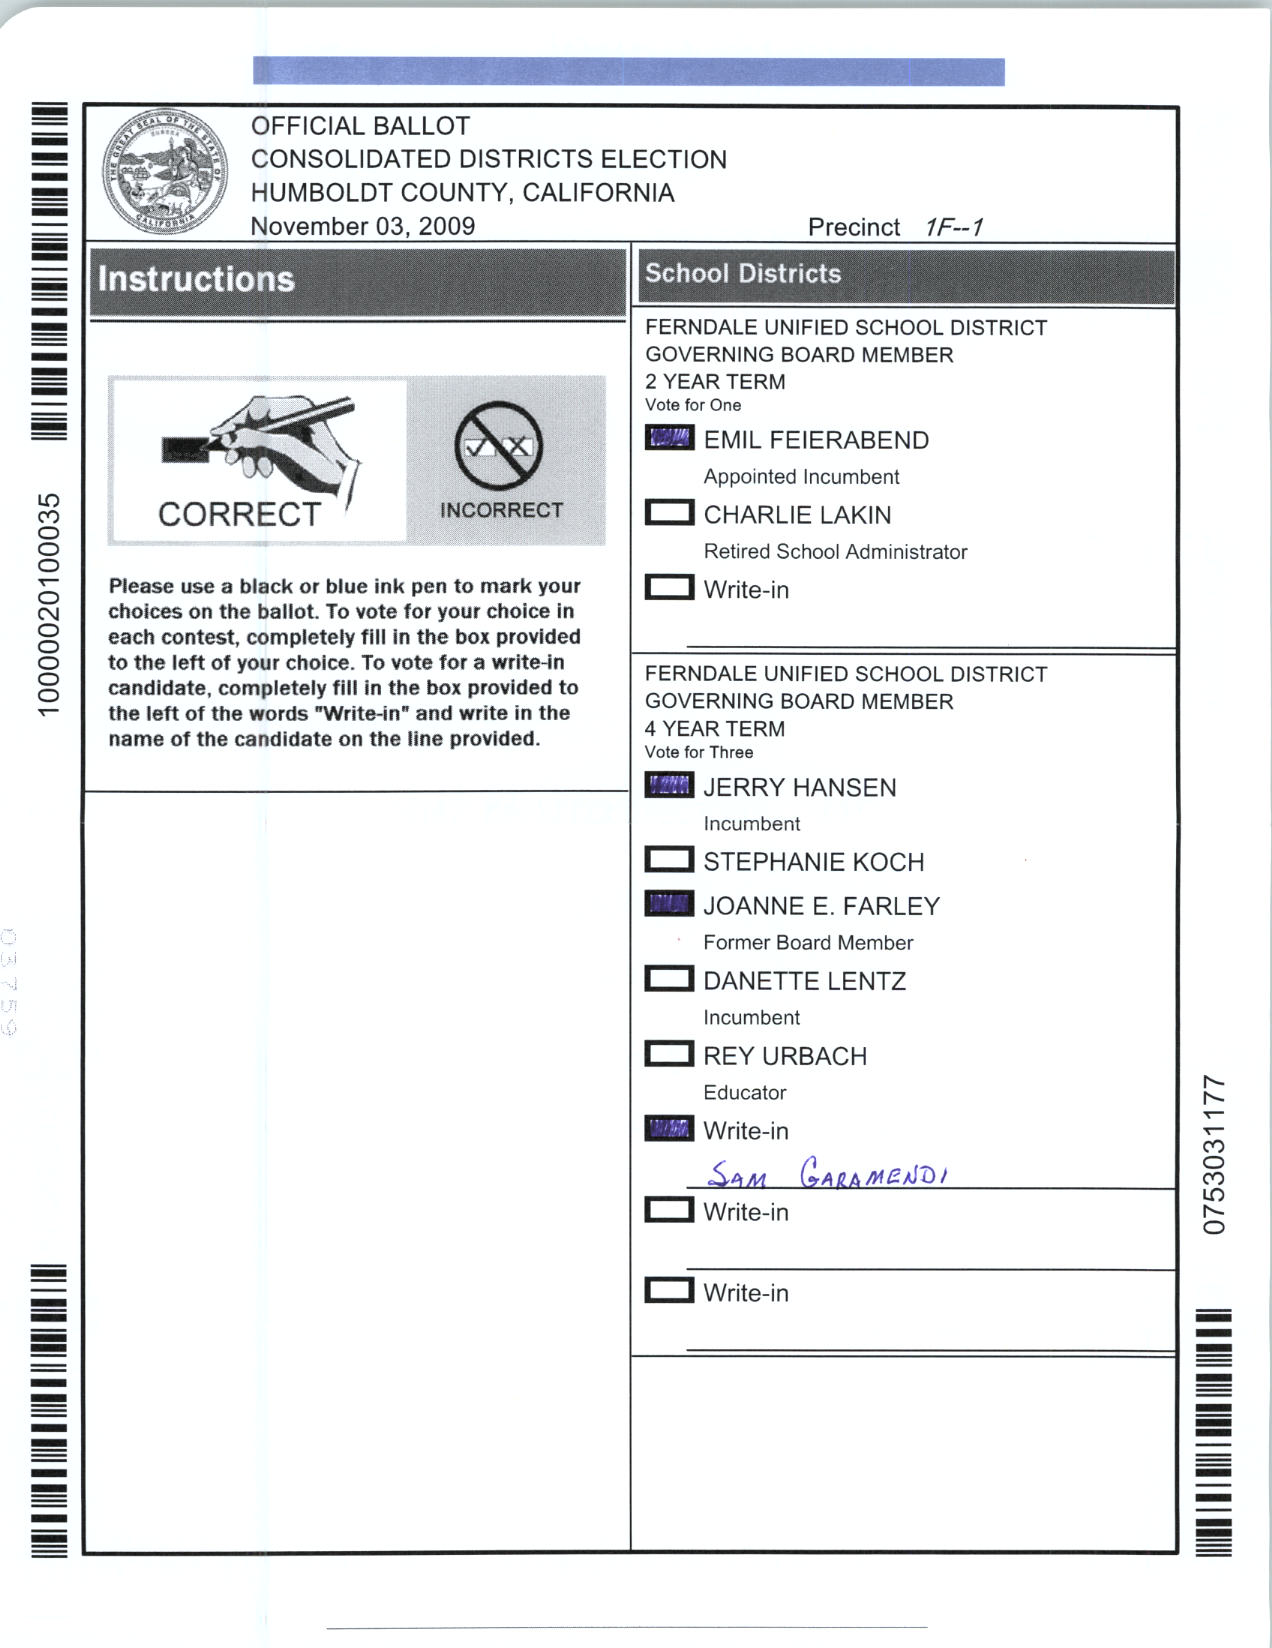 OFFICIAL BALLOT
CONSOLIDATED DISTRICTS ELECTION
HUMBOLDT COUNTY, CALIFORNIA
November 03, 2009 Precinct 1F--1
THE GREAT SEAL OF THE STATE OF CALIFORNIA
EUREKA
Instructions
CORRECT
INCORRECT
Please use a black or blue ink pen to mark your
choices on the ballot. To vote for your choice in
each contest, completely fill in the box provided
to the left of your choice. To vote for a write-in
candidate, completely fill in the box provided to
the left of the words "Write-in" and write in the
name of the candidate on the line provided.
School Districts
FERNDALE UNIFIED SCHOOL DISTRICT
GOVERNING BOARD MEMBER
2 YEAR TERM
Vote for One
EMIL FEIERABEND
Appointed Incumbent
CHARLIE LAKIN
Retired School Administrator
Write-in
FERNDALE UNIFIED SCHOOL DISTRICT
GOVERNING BOARD MEMBER
4 YEAR TERM
Vote for Three
JERRY HANSEN
Incumbent
STEPHANIE KOCH
JOANNE E. FARLEY
Former Board Member
DANETTE LENTZ
Incumbent
REY URBACH
Educator
Write-in
SAM GARAMENDI
Write-in
Write-in
10000020100035
03759
0753031177